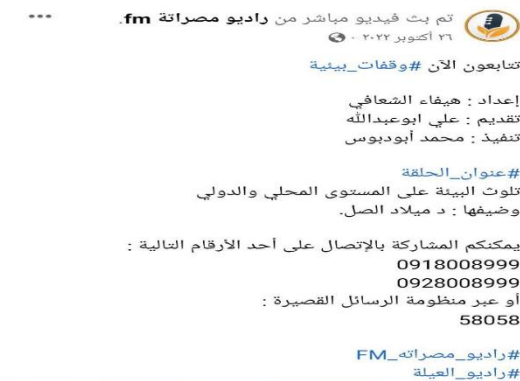 تم بث فيديو مباشر من راديو مصراتة fm.
٢٦ أكتوبر ٢٠٢٢ ·
تتابعون الآن #وقفات_بيئية
إعداد : هيفاء الشعافي
تقديم : علي ابوعبدالله
تنفيذ : محمد أبودبوس
#عنوان_الحلقة
تلوث البيئة على المستوى المحلي والدولي
وضيفها : د ميلاد الصل.
يمكنكم المشاركة بالإتصال على أحد الأرقام التالية :
0918008999
0928008999
أو عبر منظومة الرسائل القصيرة :
58058
#راديو_مصراته_FM
#راديو_العيلة